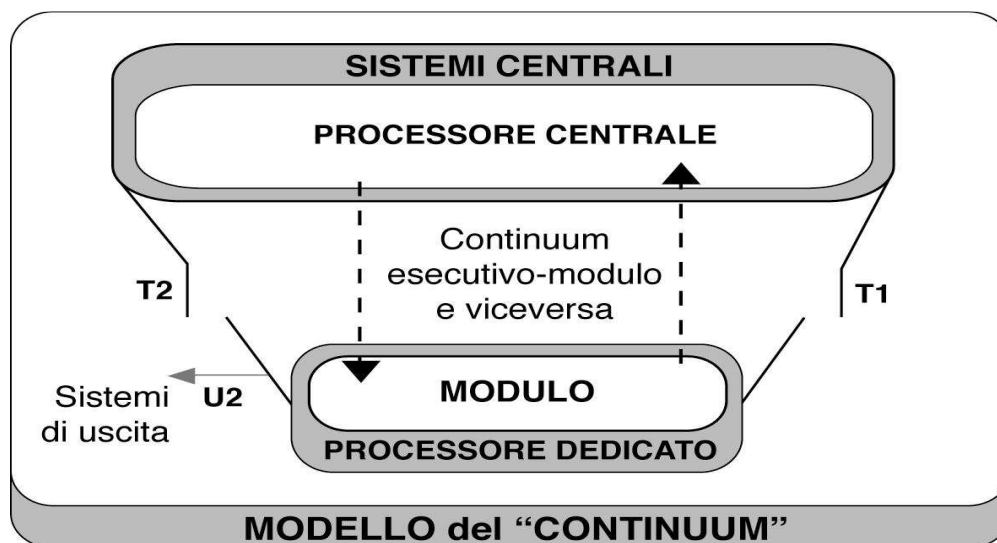 SISTEMI CENTRALI
PROCESSORE CENTRALE
Continuum
esecutivo-modulo
e viceversa
T2
T1
MODULO
U2
Sistemi
di uscita
PROCESSORE DEDICATO
MODELLO del “CONTINUUM”